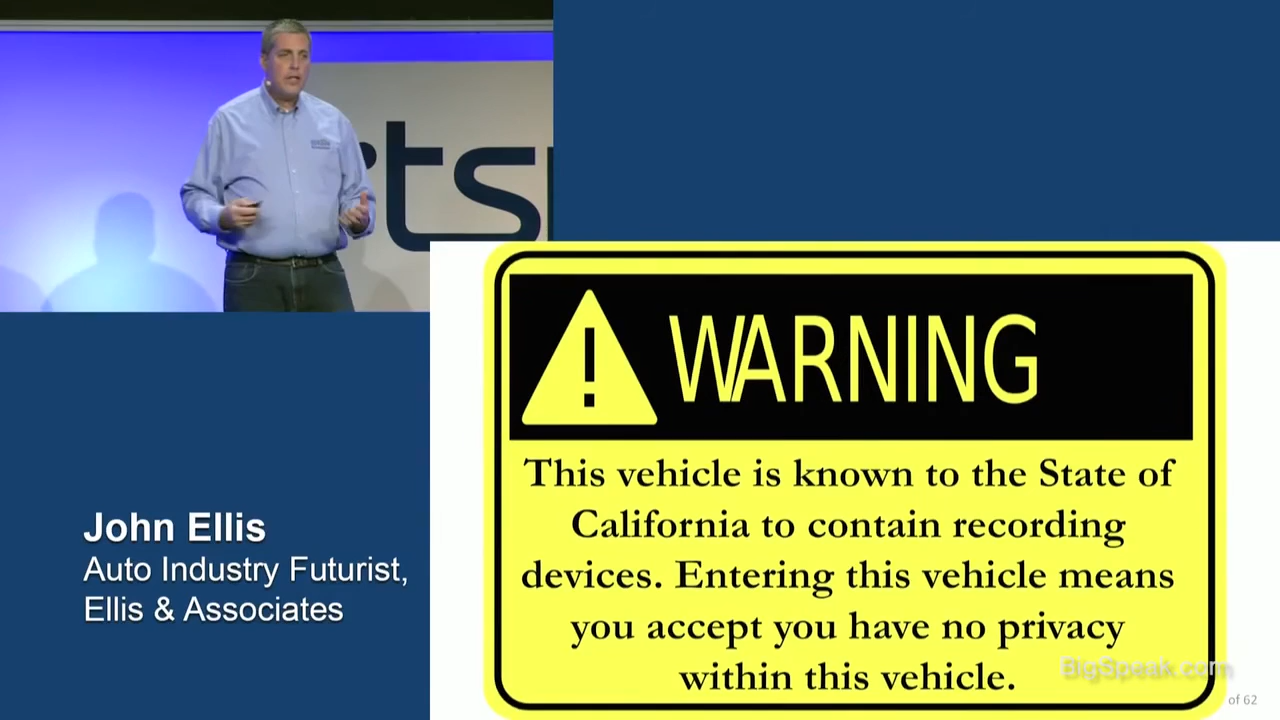 rtsp
WARNING
This vehicle is known to the State of
California to contain recording
devices. Entering this vehicle means
you accept you have no privacy
within this vehicle.
John Ellis
Auto Industry Futurist,
Ellis & Associates
BigSpeak.com
of 62